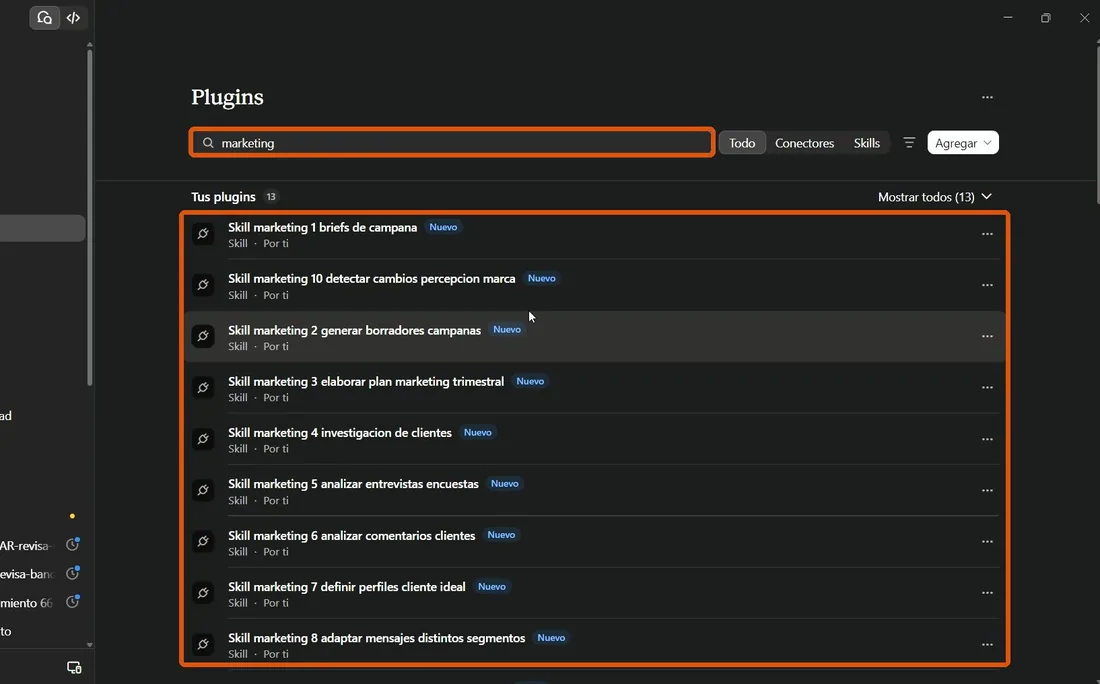 Plugins
marketing
Todo
Conectores
Skills
Agregar
Tus plugins 13
Mostrar todos (13)
Skill marketing 1 briefs de campana Nuevo
Skill · Por ti
Skill marketing 10 detectar cambios percepcion marca Nuevo
Skill · Por ti
Skill marketing 2 generar borradores campanas Nuevo
Skill · Por ti
Skill marketing 3 elaborar plan marketing trimestral Nuevo
Skill · Por ti
Skill marketing 4 investigacion de clientes Nuevo
Skill · Por ti
Skill marketing 5 analizar entrevistas encuestas Nuevo
Skill · Por ti
Skill marketing 6 analizar comentarios clientes Nuevo
Skill · Por ti
Skill marketing 7 definir perfiles cliente ideal Nuevo
Skill · Por ti
Skill marketing 8 adaptar mensajes distintos segmentos Nuevo
Skill · Por ti
ad
AR-revisa-
evisa-banc
miento 66
to